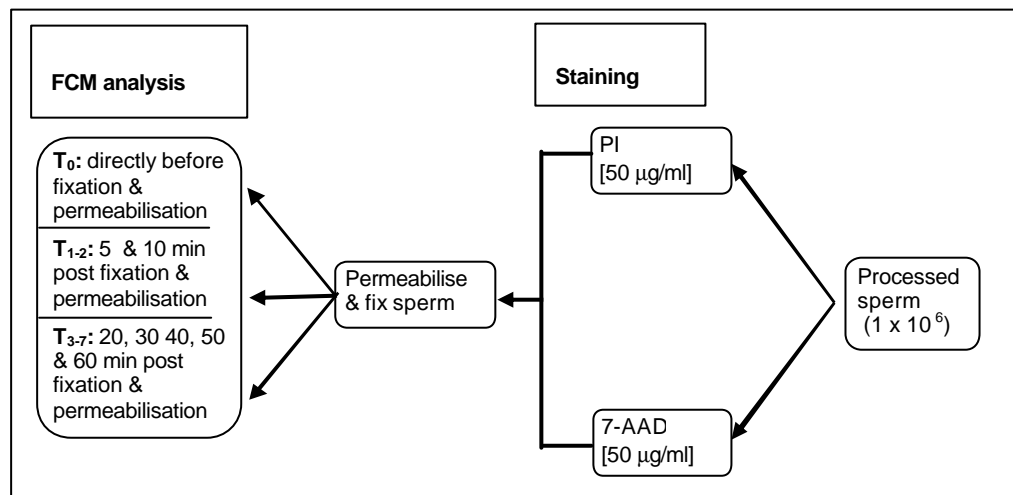 FCM analysis
Staining
T0: directly before
fixation &
permeabilisation
T1-2: 5 & 10 min
post fixation &
permeabilisation
T3-7: 20, 30 40, 50
& 60 min post
fixation &
permeabilisation
Permeabilise
& fix sperm
PI
[50 μg/ml]
7-AAD
[50 μg/ml]
Processed
sperm
(1 x 10 6)